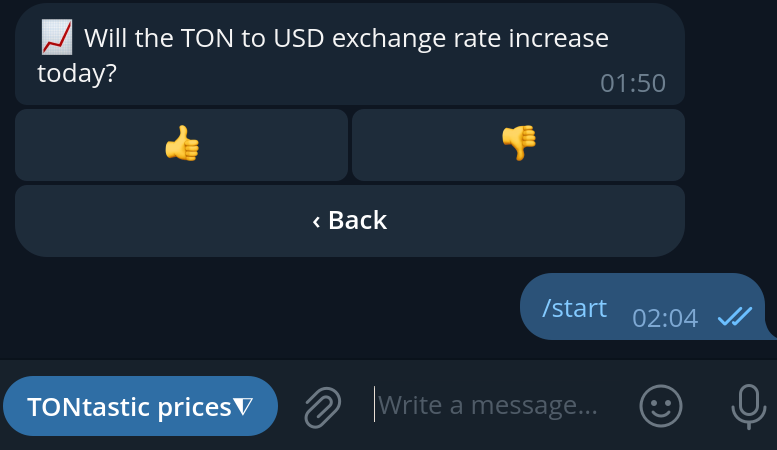 📈 Will the TON to USD exchange rate increase
today?
01:50
👍 👎
‹ Back
/start 02:04
TONtastic prices⧨ Write a message...